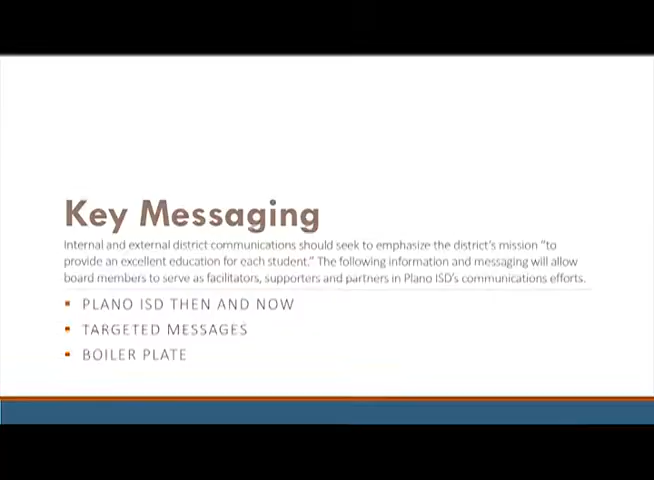 Key Messaging
Internal and external district communications should seek to emphasize the district's mission "to
provide an excellent education for each student." The following information and messaging will allow
board members to serve as facilitators, supporters and partners in Plano ISD's communications efforts.
PLANO ISD THEN AND NOW
TARGETED MESSAGES
BOILER PLATE